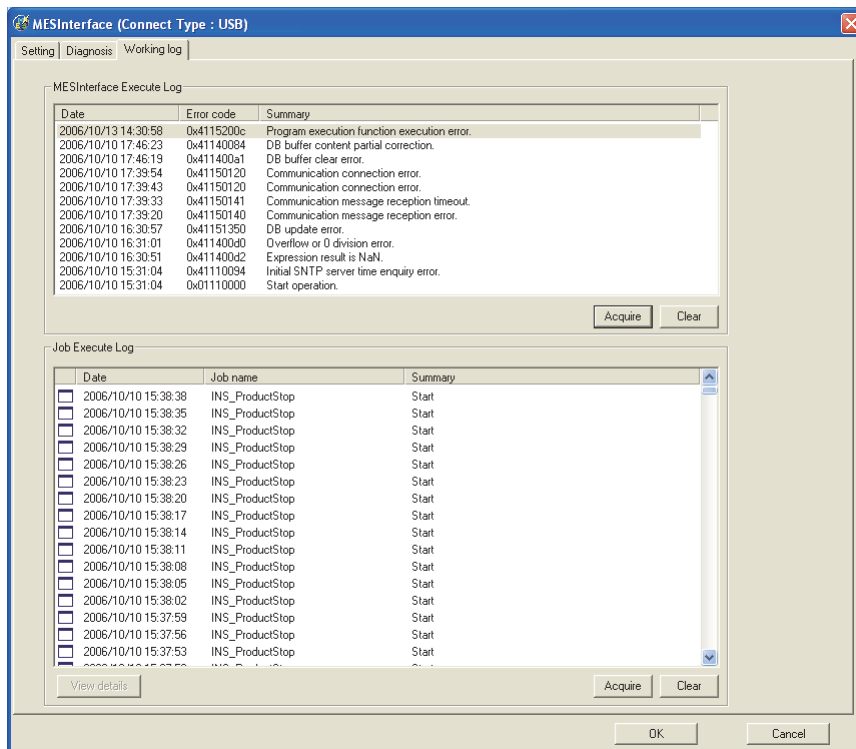 MESInterface (Connect Type : USB)
Setting Diagnosis Working log
MESInterface Execute Log
Date Error code Summary
2006/10/13 14:30:58 0x4115200c Program execution function execution error.
2006/10/10 17:46:23 0x41140084 DB buffer content partial correction.
2006/10/10 17:46:19 0x411400a1 DB buffer clear error.
2006/10/10 17:39:54 0x41150120 Communication connection error.
2006/10/10 17:39:43 0x41150120 Communication connection error.
2006/10/10 17:39:33 0x41150141 Communication message reception timeout.
2006/10/10 17:39:20 0x41150140 Communication message reception error.
2006/10/10 16:30:57 0x41151350 DB update error.
2006/10/10 16:31:01 0x411400d0 Overflow or 0 division error.
2006/10/10 16:30:51 0x411400d2 Expression result is NaN.
2006/10/10 15:31:04 0x41110094 Initial SNTP server time enquiry error.
2006/10/10 15:31:04 0x01110000 Start operation.
Acquire Clear
Job Execute Log
Date Job name Summary
2006/10/10 15:38:38 INS_ProductStop Start
2006/10/10 15:38:35 INS_ProductStop Start
2006/10/10 15:38:32 INS_ProductStop Start
2006/10/10 15:38:29 INS_ProductStop Start
2006/10/10 15:38:26 INS_ProductStop Start
2006/10/10 15:38:23 INS_ProductStop Start
2006/10/10 15:38:20 INS_ProductStop Start
2006/10/10 15:38:17 INS_ProductStop Start
2006/10/10 15:38:14 INS_ProductStop Start
2006/10/10 15:38:11 INS_ProductStop Start
2006/10/10 15:38:08 INS_ProductStop Start
2006/10/10 15:38:05 INS_ProductStop Start
2006/10/10 15:38:02 INS_ProductStop Start
2006/10/10 15:37:59 INS_ProductStop Start
2006/10/10 15:37:56 INS_ProductStop Start
2006/10/10 15:37:53 INS_ProductStop Start
View details Acquire Clear
OK Cancel